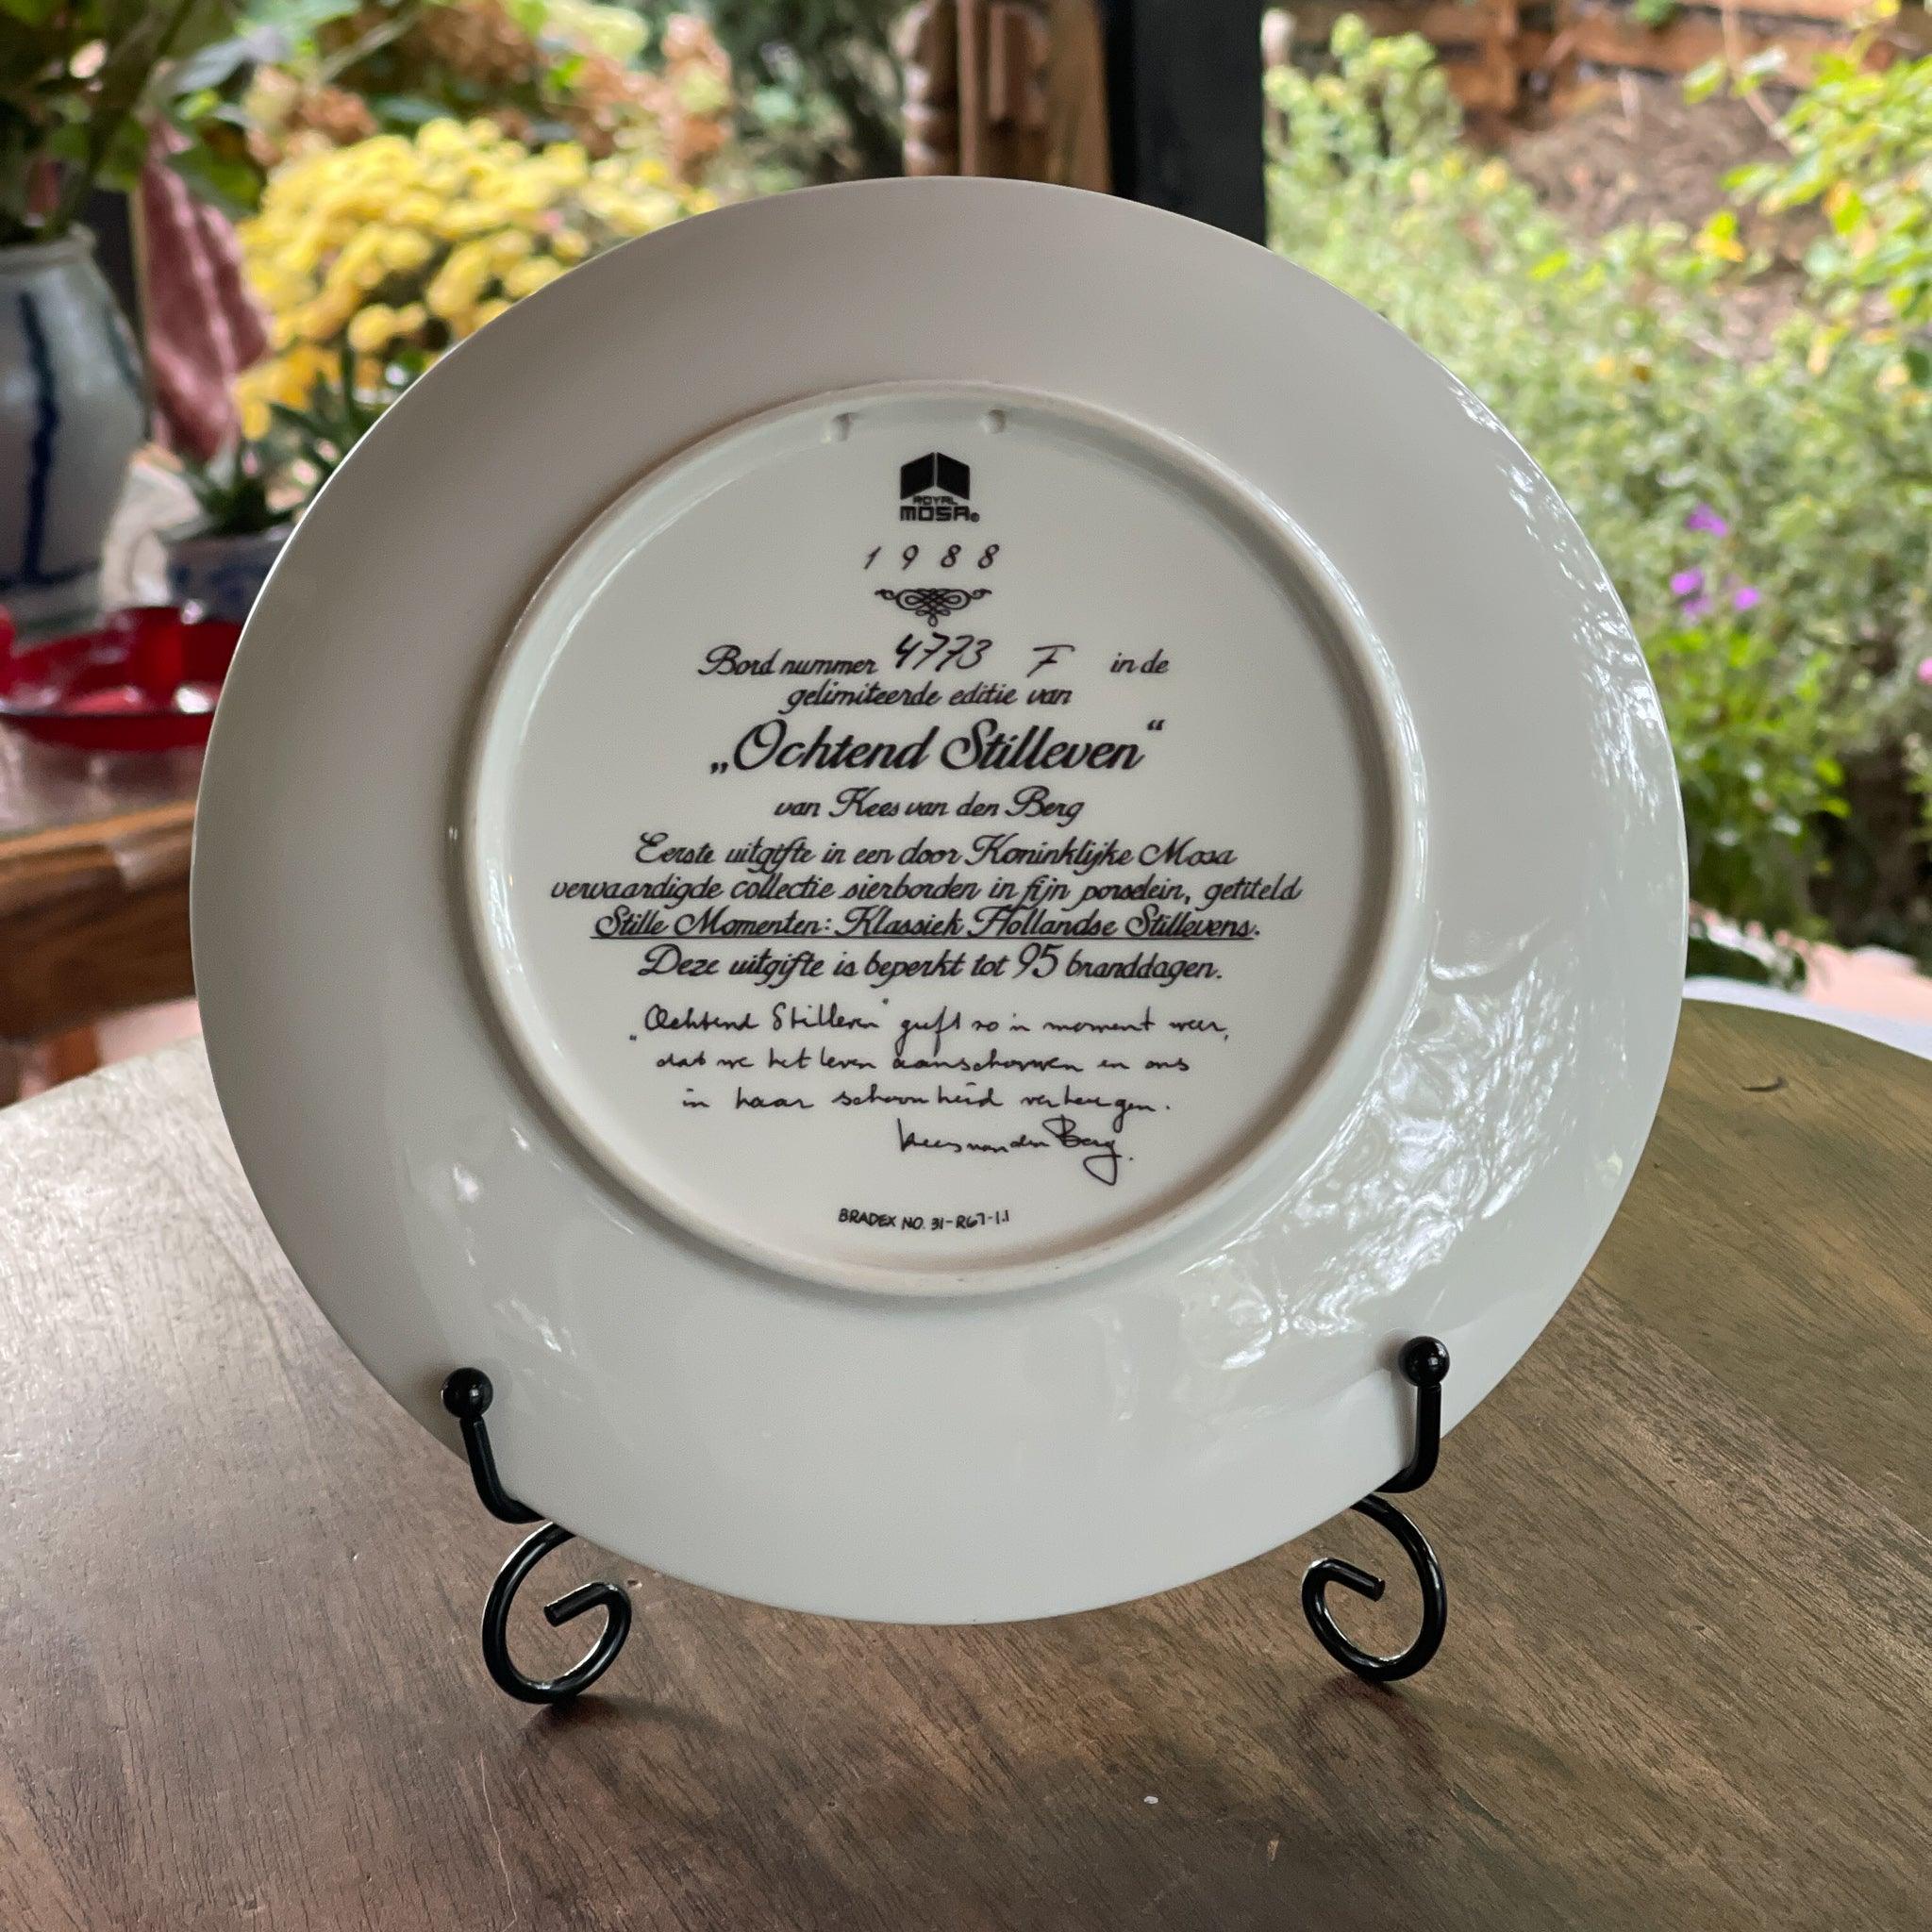 ROYAL
MOSA®
1988
Bord nummer 4773 F in de
gelimiteerde editie van
„Ochtend Stilleven“
van Kees van den Berg
Eerste uitgifte in een door Koninklijke Mosa
vervaardigde collectie sierborden in fijn porselein, getiteld
Stille Momenten: Klassiek Hollandse Stillevens.
Deze uitgifte is beperkt tot 95 branddagen.
„Ochtend Stilleven" geeft zo'n moment weer,
dat we het leven aanschouwen en ons
in haar schoonheid verheugen.
Kees van den Berg.
BRADEX NO. 31-R67-1.1